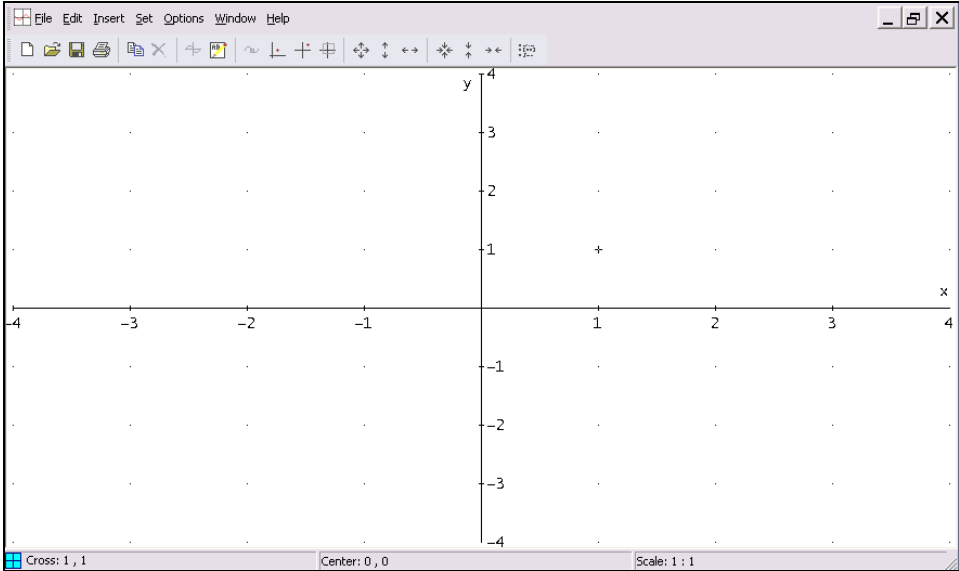 File Edit Insert Set Options Window Help
y
4
3
2
1
x
-4 -3 -2 -1 1 2 3 4
-1
-2
-3
-4
Cross: 1 , 1 Center: 0 , 0 Scale: 1 : 1